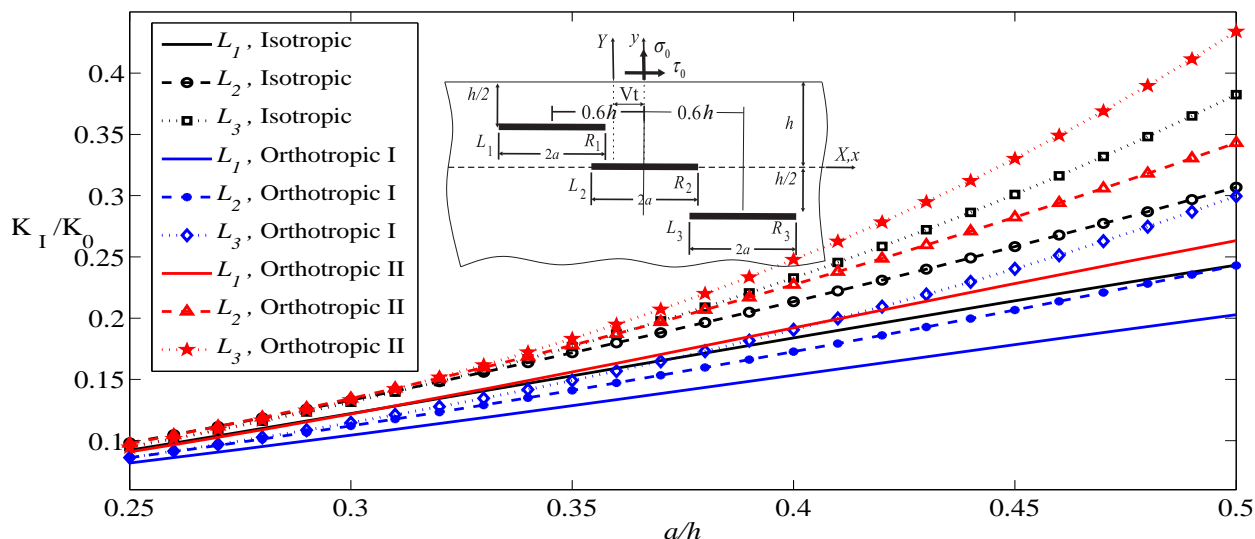 L1, Isotropic
L2, Isotropic
L3, Isotropic
L1, Orthotropic I
L2, Orthotropic I
L3, Orthotropic I
L1, Orthotropic II
L2, Orthotropic II
L3, Orthotropic II
Y
y
σ0
τ0
h/2
Vt
0.6h
0.6h
h
L1
2a
R1
X,x
L2
2a
R2
h/2
L3
2a
R3
0.4
0.35
0.3
0.25
0.2
0.15
0.1
KI/K0
0.25
0.3
0.35
0.4
0.45
0.5
a/h